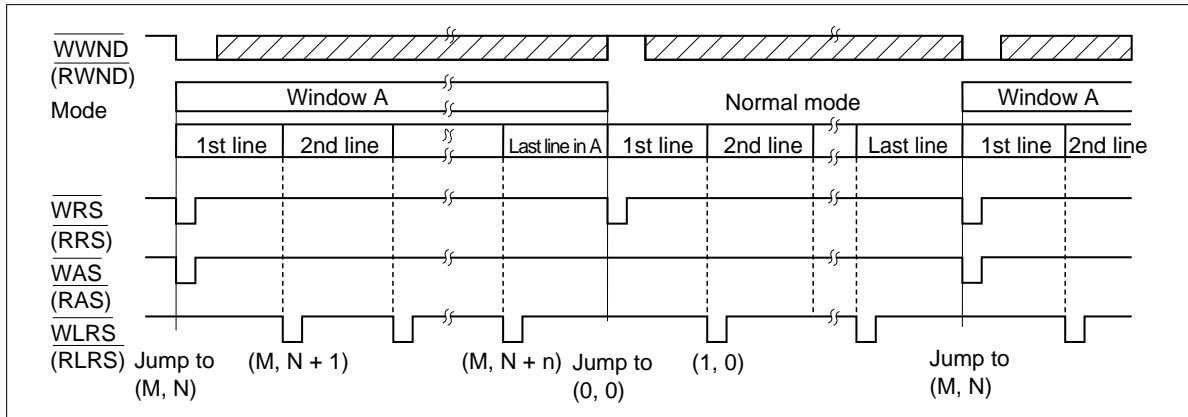 WWND
(RWND)
Mode
Window A
Normal mode
Window A
1st line
2nd line
Last line in A
1st line
2nd line
Last line
1st line
2nd line
WRS
(RRS)
WAS
(RAS)
WLRS
(RLRS)
Jump to
(M, N)
(M, N + 1)
(M, N + n)
Jump to
(0, 0)
(1, 0)
Jump to
(M, N)